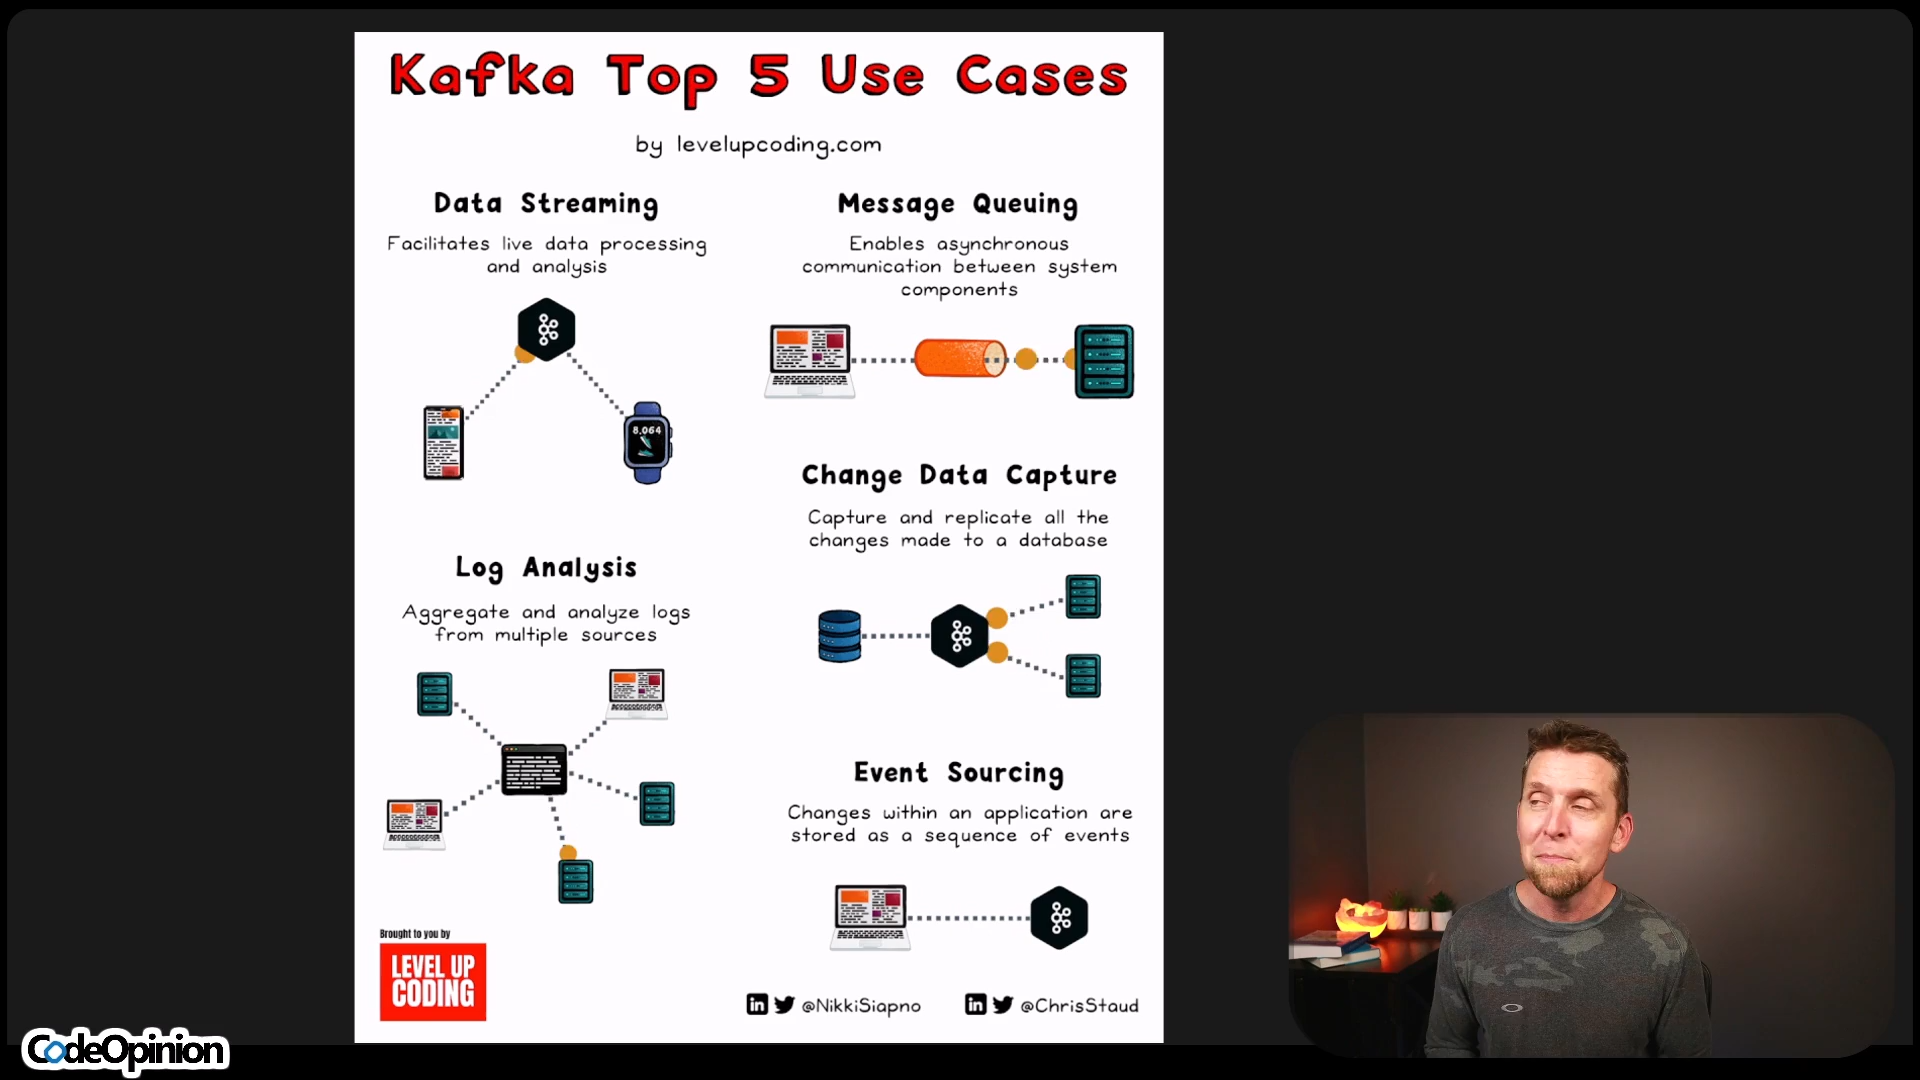 Kafka Top 5 Use Cases
by levelupcoding.com
Data Streaming
Facilitates live data processing
and analysis
8,064
Message Queuing
Enables asynchronous
communication between system
components
Change Data Capture
Capture and replicate all the
changes made to a database
Log Analysis
Aggregate and analyze logs
from multiple sources
Event Sourcing
Changes within an application are
stored as a sequence of events
Brought to you by
LEVEL UP
CODING
in @NikkiSiapno
in @ChrisStaud
CodeOpinion